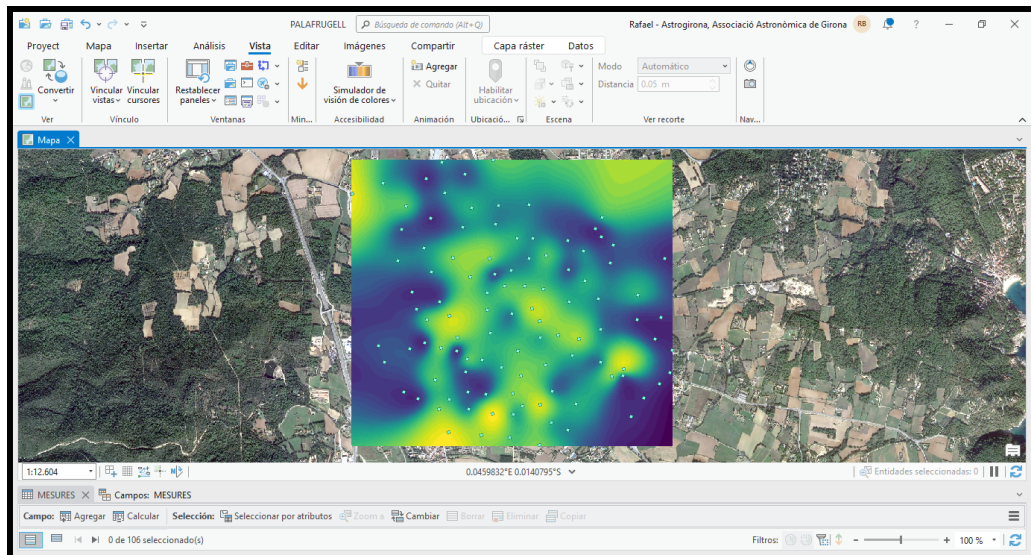 PALAFRUGELL
Búsqueda de comando (Alt+Q)
Rafael - Astrogirona, Associació Astronòmica de Girona
RB
?
Proyect Mapa Insertar Análisis Vista Editar Imágenes Compartir Capa ráster Datos
Convertir
Vincular vistas
Vincular cursores
Restablecer paneles
Simulador de visión de colores
Agregar
Quitar
Habilitar ubicación
Modo Automático
Distancia 0.05 m
Ver Vínculo Ventanas Min... Accesibilidad Animación Ubicació... Escena Ver recorte Nav...
Mapa
1:12.604
0.0459832°E 0.0140795°S
Entidades seleccionadas: 0
MESURES
Campos: MESURES
Campo: Agregar Calcular Selección: Seleccionar por atributos Zoom a Cambiar Borrar Eliminar Copiar
0 de 106 seleccionado(s)
Filtros:
- + 100 %